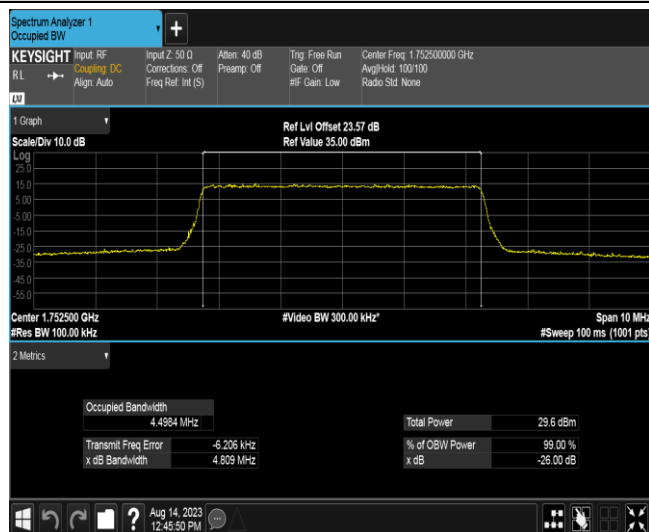 Spectrum Analyzer 1
Occupied BW
+
KEYSIGHT Input: RF Input Z: 50 Ω Atten: 40 dB Trig: Free Run Center Freq: 1.752500000 GHz
RL Coupling: DC Corrections: Off Preamp: Off Gate: Off Avg|Hold: 100/100
Align: Auto Freq Ref: Int (S) #IF Gain: Low Radio Std: None
LXI
1 Graph Ref Lvl Offset 23.57 dB
Scale/Div 10.0 dB Ref Value 35.00 dBm
Log
25.0
15.0
5.00
-5.00
-15.0
-25.0
-35.0
-45.0
-55.0
Center 1.752500 GHz #Video BW 300.00 kHz* Span 10 MHz
#Res BW 100.00 kHz #Sweep 100 ms (1001 pts)
2 Metrics
Occupied Bandwidth
4.4984 MHz Total Power 29.6 dBm
Transmit Freq Error -6.206 kHz % of OBW Power 99.00 %
x dB Bandwidth 4.809 MHz x dB -26.00 dB
? Aug 14, 2023
12:45:50 PM